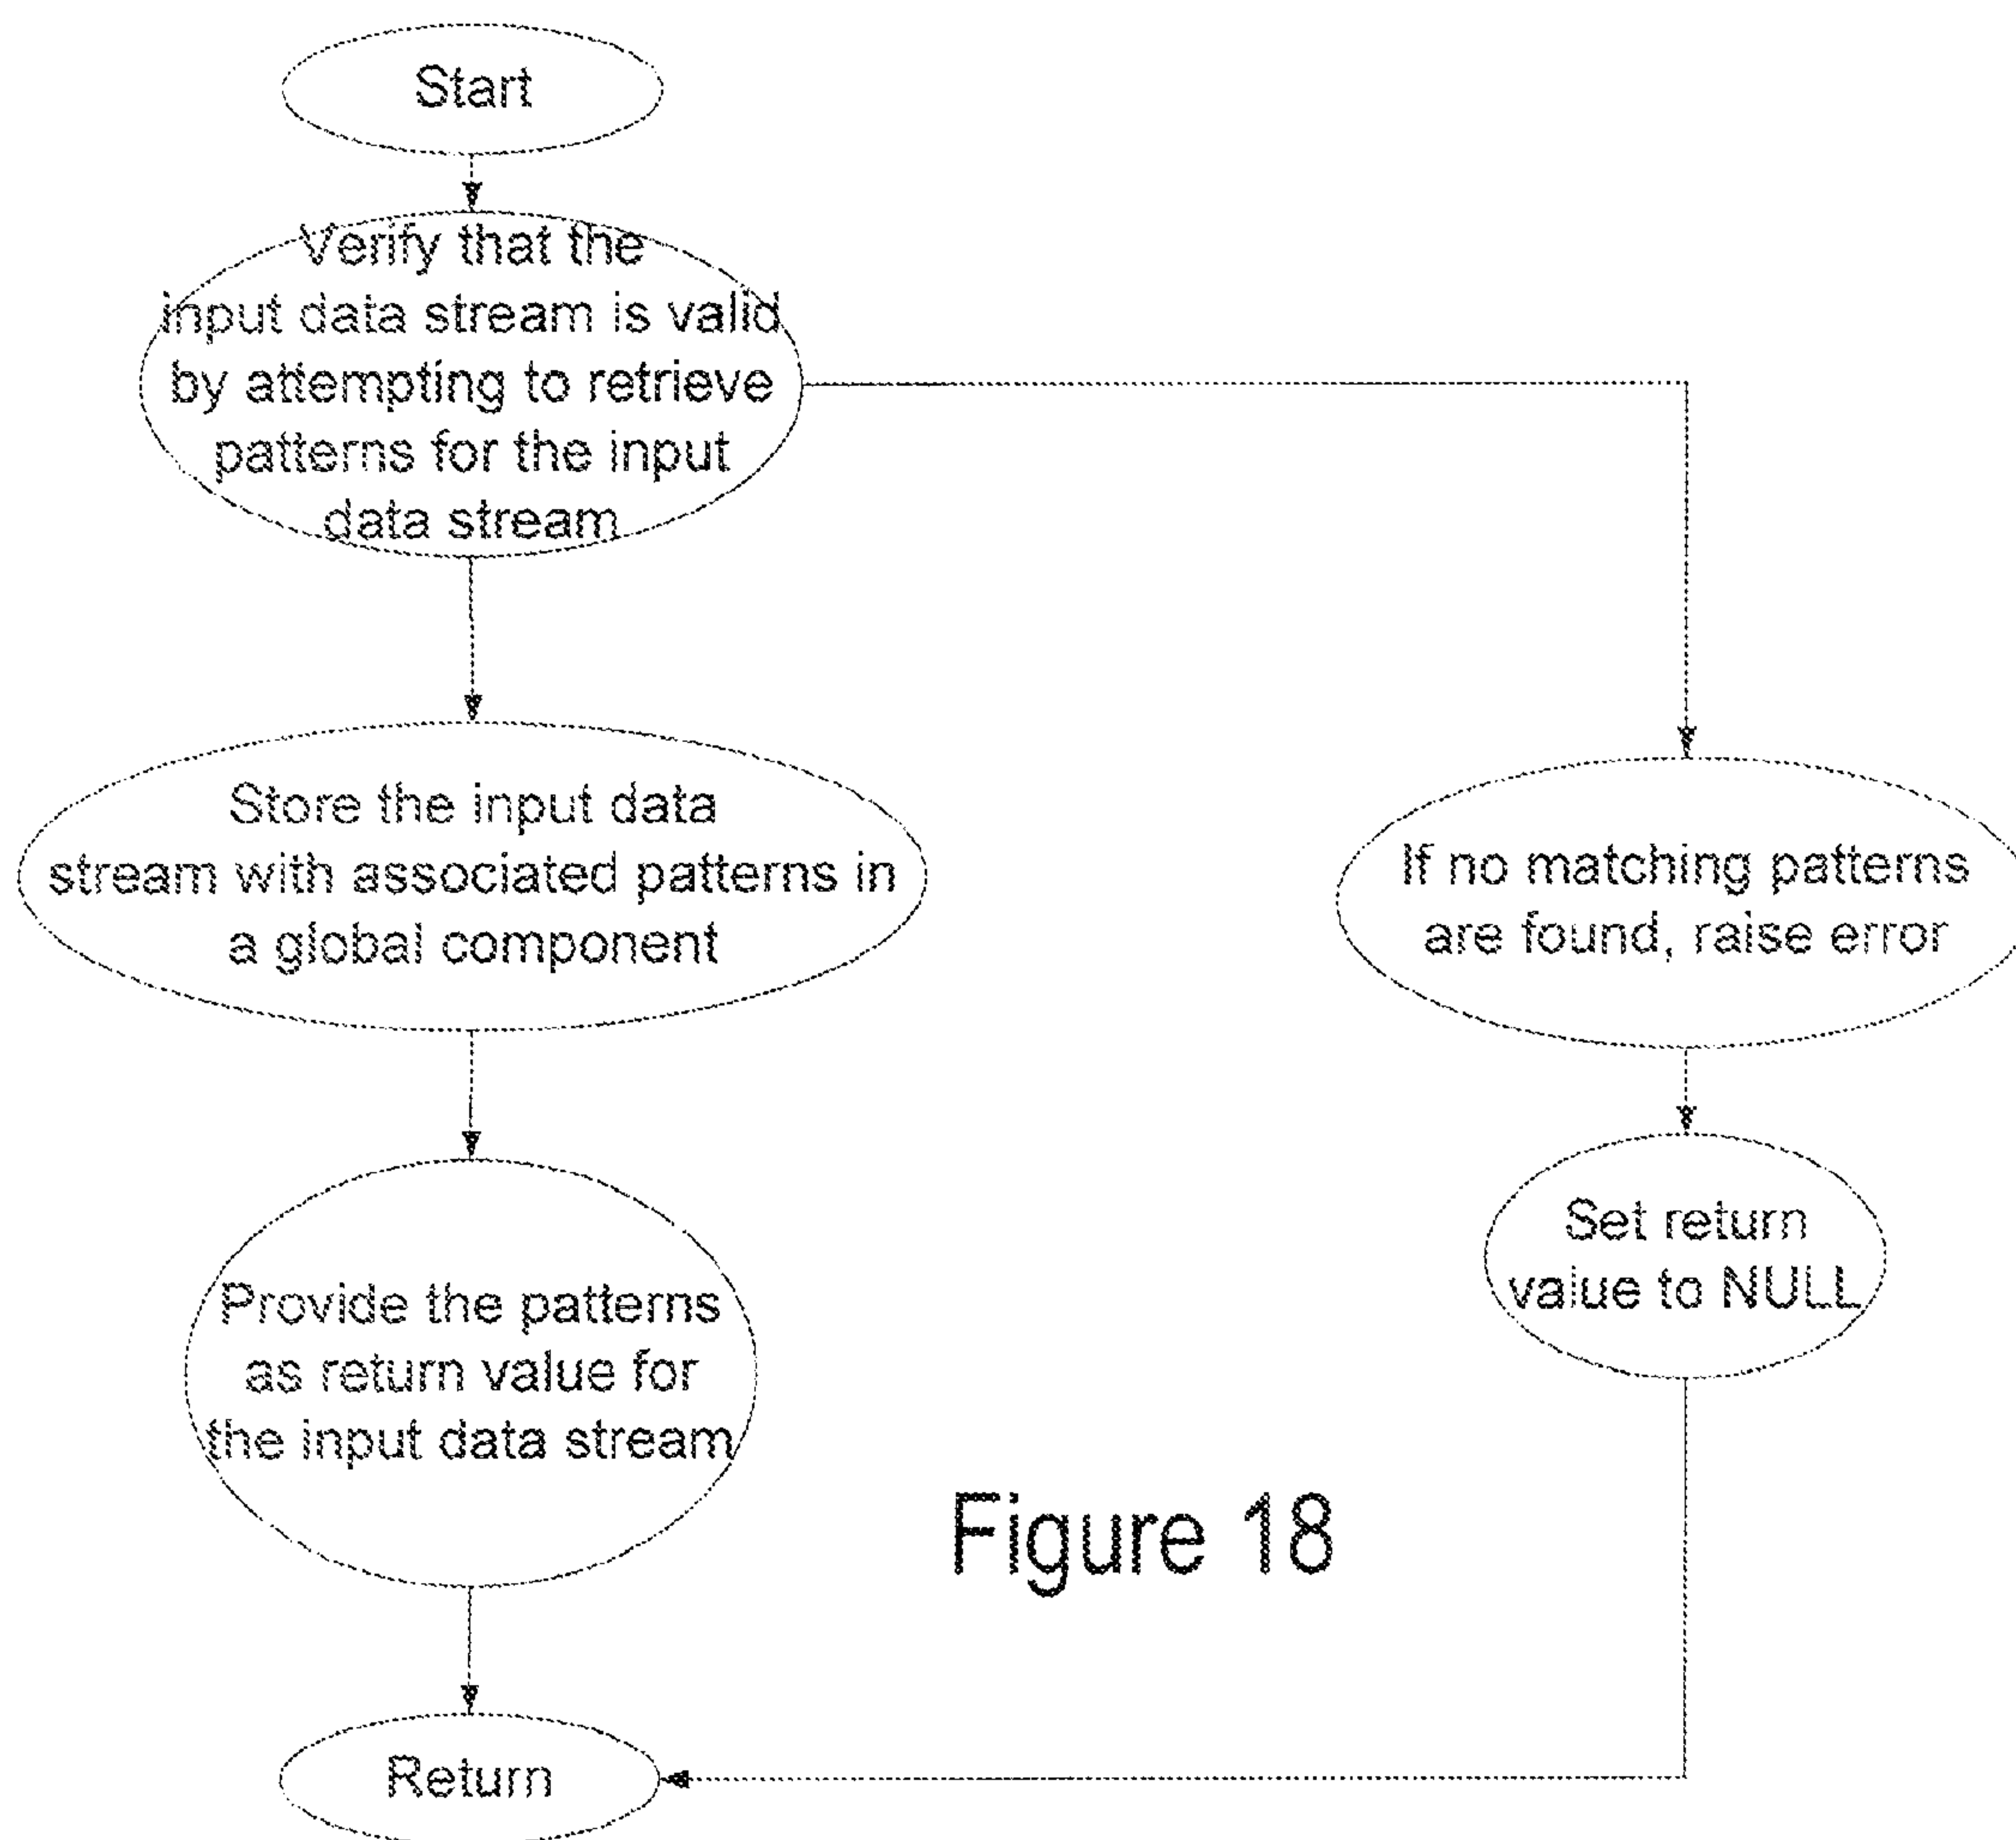 Start
Verify that the
input data stream is valid
by attempting to retrieve
patterns for the input
data stream
Store the input data
stream with associated patterns in
a global component
If no matching patterns
are found, raise error
Set return
value to NULL
Provide the patterns
as return value for
the input data stream
Figure 18
Return